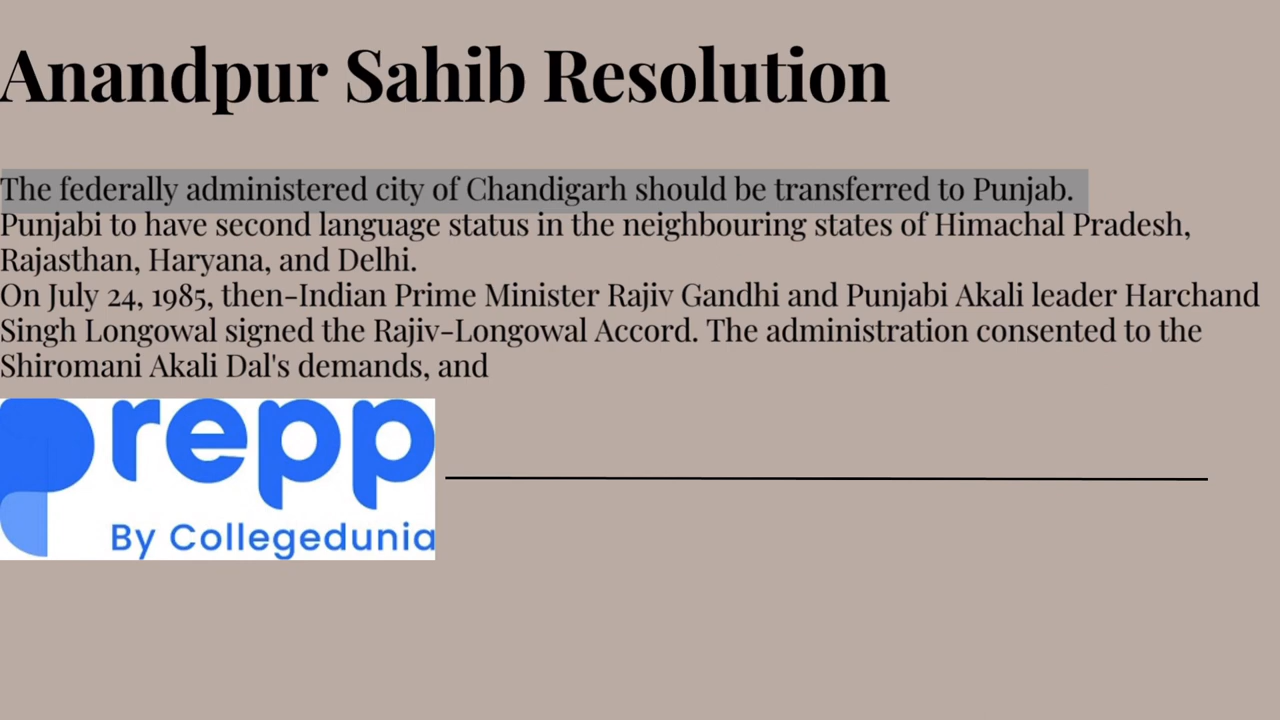 Anandpur Sahib Resolution
The federally administered city of Chandigarh should be transferred to Punjab.
Punjabi to have second language status in the neighbouring states of Himachal Pradesh,
Rajasthan, Haryana, and Delhi.
On July 24, 1985, then-Indian Prime Minister Rajiv Gandhi and Punjabi Akali leader Harchand
Singh Longowal signed the Rajiv-Longowal Accord. The administration consented to the
Shiromani Akali Dal's demands, and
Prepp
By Collegedunia